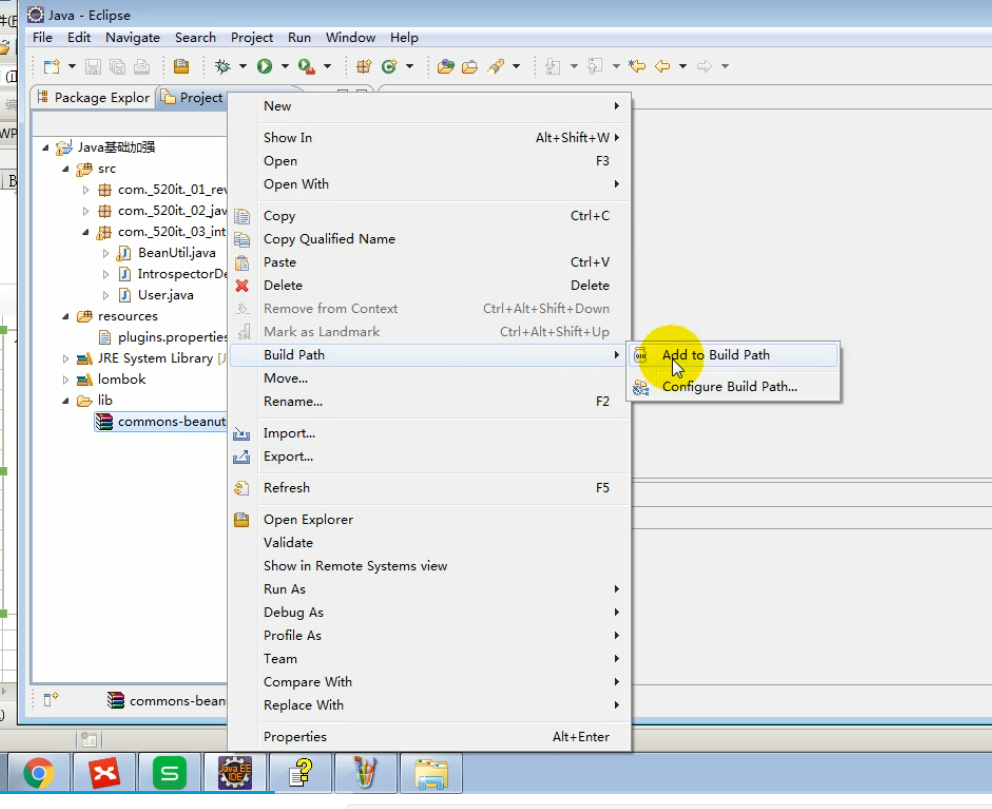 Java - Eclipse
File Edit Navigate Search Project Run Window Help
Package Explor Project
New
Show In Alt+Shift+W
Open F3
Open With
Copy Ctrl+C
Copy Qualified Name
Paste Ctrl+V
Delete Delete
Remove from Context Ctrl+Alt+Shift+Down
Mark as Landmark Ctrl+Alt+Shift+Up
Build Path
Move...
Rename... F2
Import...
Export...
Refresh F5
Open Explorer
Validate
Show in Remote Systems view
Run As
Debug As
Profile As
Team
Compare With
Replace With
Properties Alt+Enter
Add to Build Path
Configure Build Path...
Java基础加强
src
com._520it._01_rev
com._520it._02_jav
com._520it._03_int
BeanUtil.java
IntrospectorDe
User.java
resources
plugins.properties
JRE System Library [J
lombok
lib
commons-beanut
commons-bean
WP
B
Java EE
IDE
S